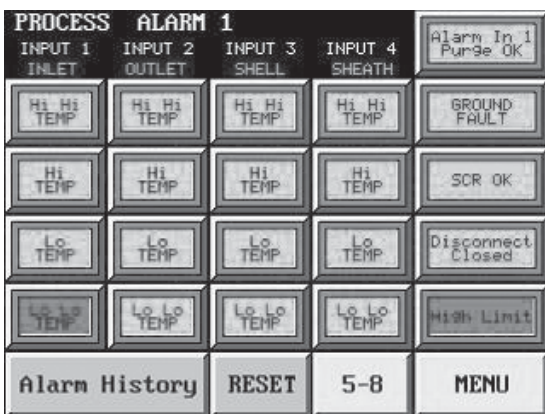 PROCESS ALARM 1
INPUT 1 INPUT 2 INPUT 3 INPUT 4
INLET OUTLET SHELL SHEATH
Alarm In 1
Purge OK
Hi Hi
TEMP
Hi Hi
TEMP
Hi Hi
TEMP
Hi Hi
TEMP
GROUND
FAULT
Hi
TEMP
Hi
TEMP
Hi
TEMP
Hi
TEMP
SCR OK
Lo
TEMP
Lo
TEMP
Lo
TEMP
Lo
TEMP
Disconnect
Closed
Lo Lo
TEMP
Lo Lo
TEMP
Lo Lo
TEMP
Lo Lo
TEMP
High Limit
Alarm History RESET 5-8 MENU